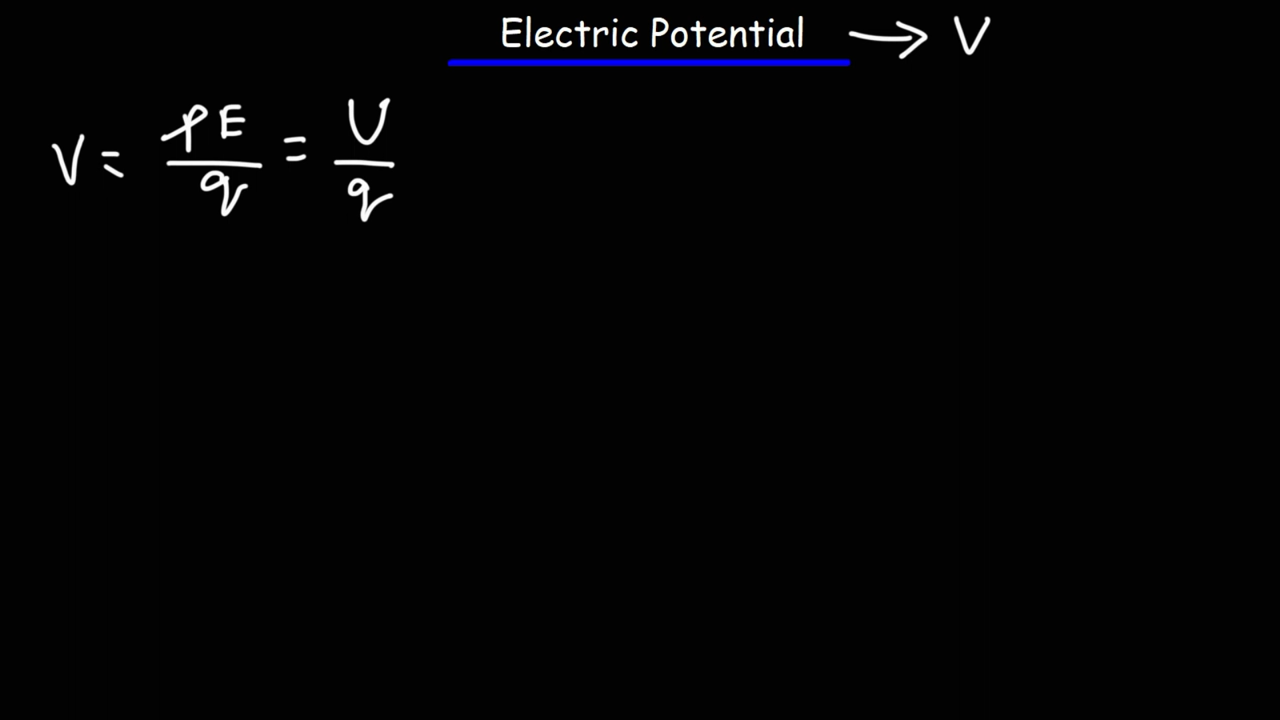 Electric Potential → V
V = PE/q = U/q